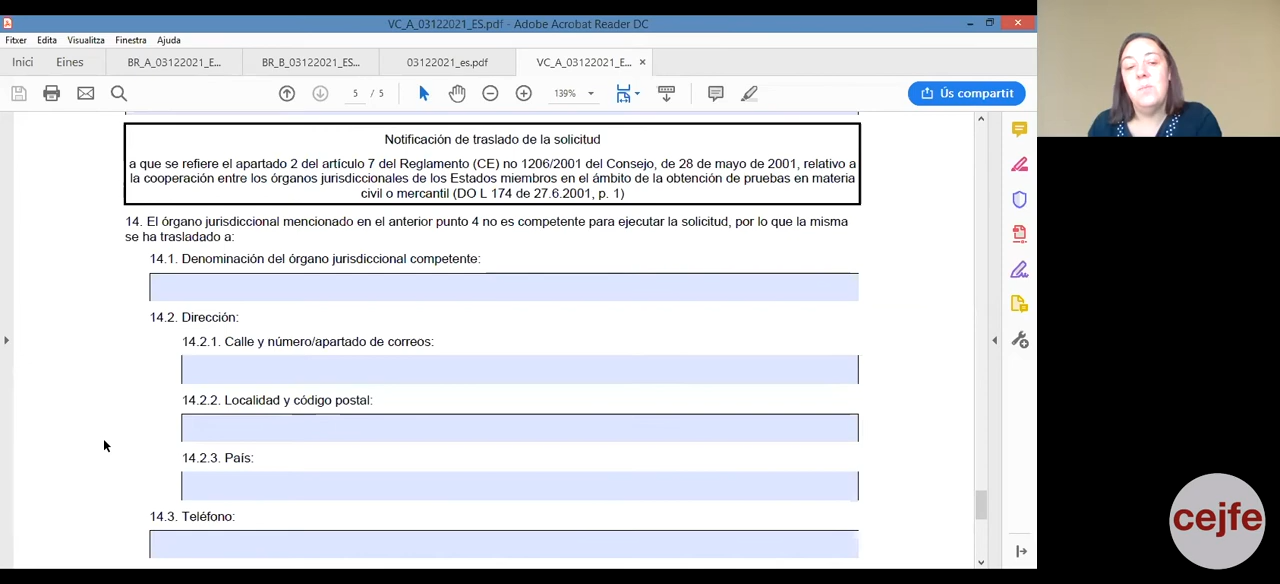 VC_A_03122021_ES.pdf - Adobe Acrobat Reader DC
Fitxer Edita Visualitza Finestra Ajuda
Inici Eines BR_A_03122021_E... BR_B_03122021_ES... 03122021_es.pdf VC_A_03122021_E... ×
5 / 5 139% Ús compartit
Notificación de traslado de la solicitud
a que se refiere el apartado 2 del artículo 7 del Reglamento (CE) no 1206/2001 del Consejo, de 28 de mayo de 2001, relativo a
la cooperación entre los órganos jurisdiccionales de los Estados miembros en el ámbito de la obtención de pruebas en materia
civil o mercantil (DO L 174 de 27.6.2001, p. 1)
14. El órgano jurisdiccional mencionado en el anterior punto 4 no es competente para ejecutar la solicitud, por lo que la misma
se ha trasladado a:
14.1. Denominación del órgano jurisdiccional competente:
14.2. Dirección:
14.2.1. Calle y número/apartado de correos:
14.2.2. Localidad y código postal:
14.2.3. País:
14.3. Teléfono:
cejfe